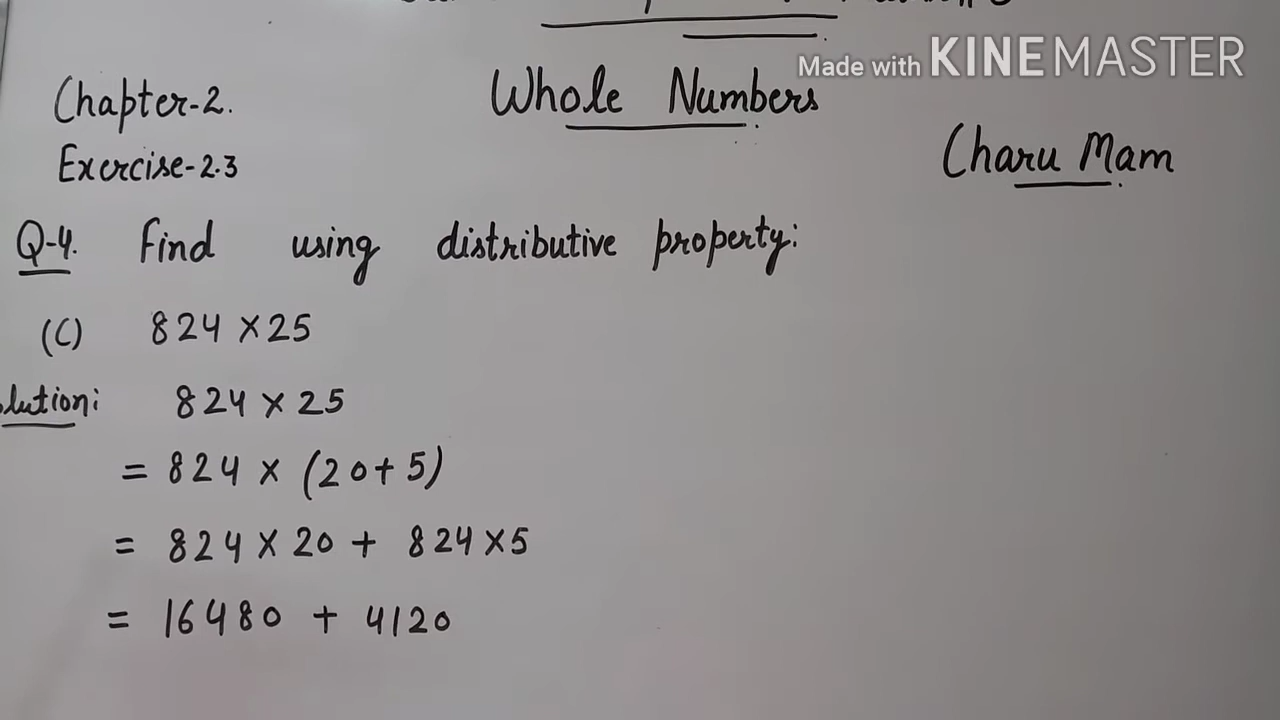 Made with KINEMASTER
Chapter-2. Whole Numbers
Charu Mam
Exercise-2.3
Q-4. Find using distributive property:
(C) 824 × 25
lution: 824 × 25
= 824 × (20+5)
= 824 × 20 + 824 × 5
= 16480 + 4120